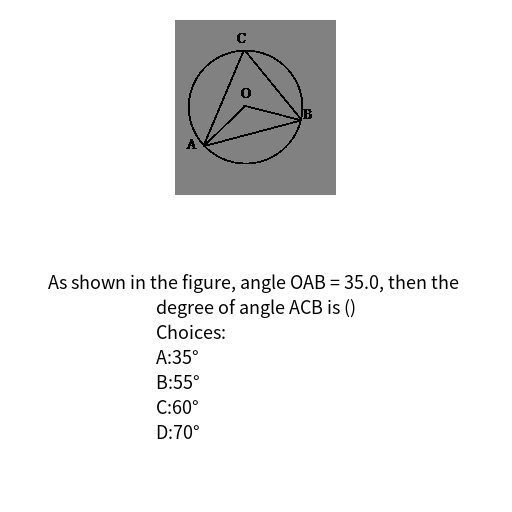 C
O
B
A
As shown in the figure, angle OAB = 35.0, then the
degree of angle ACB is ()
Choices:
A:35°
B:55°
C:60°
D:70°